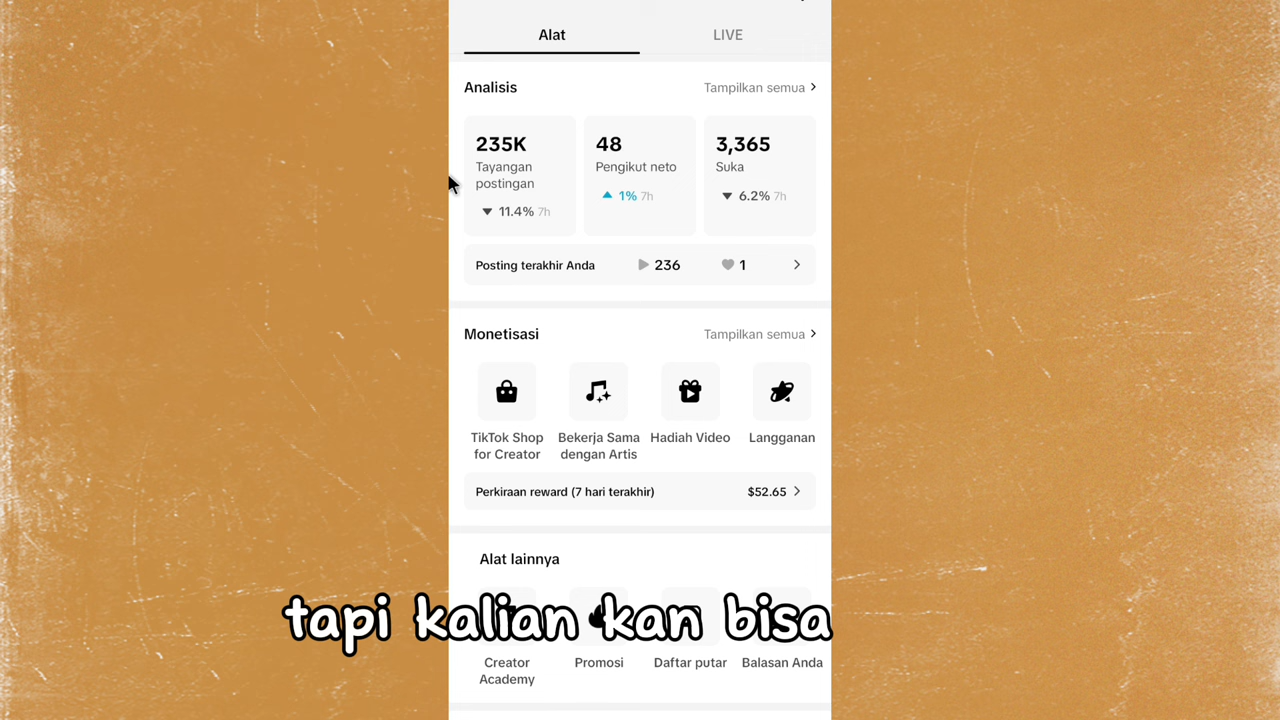 Alat
LIVE
Analisis
Tampilkan semua
235K
Tayangan
postingan
11.4% 7h
48
Pengikut neto
1% 7h
3,365
Suka
6.2% 7h
Posting terakhir Anda
236
1
Monetisasi
Tampilkan semua
TikTok Shop
for Creator
Bekerja Sama
dengan Artis
Hadiah Video
Langganan
Perkiraan reward (7 hari terakhir)
$52.65
Alat lainnya
tapi kalian kan bisa
Creator
Academy
Promosi
Daftar putar
Balasan Anda